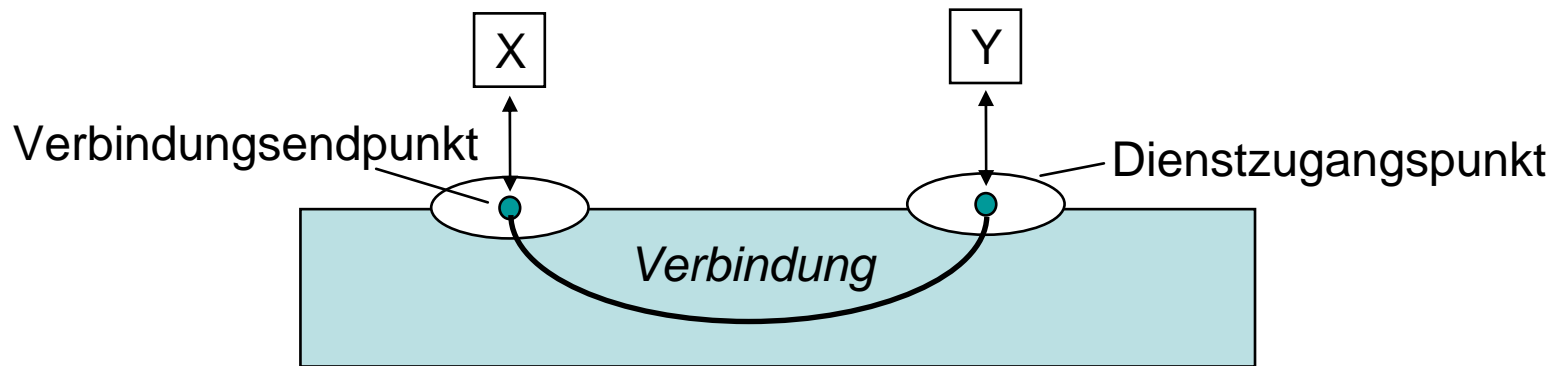 X
Y
Verbindungsendpunkt
Dienstzugangspunkt
Verbindung